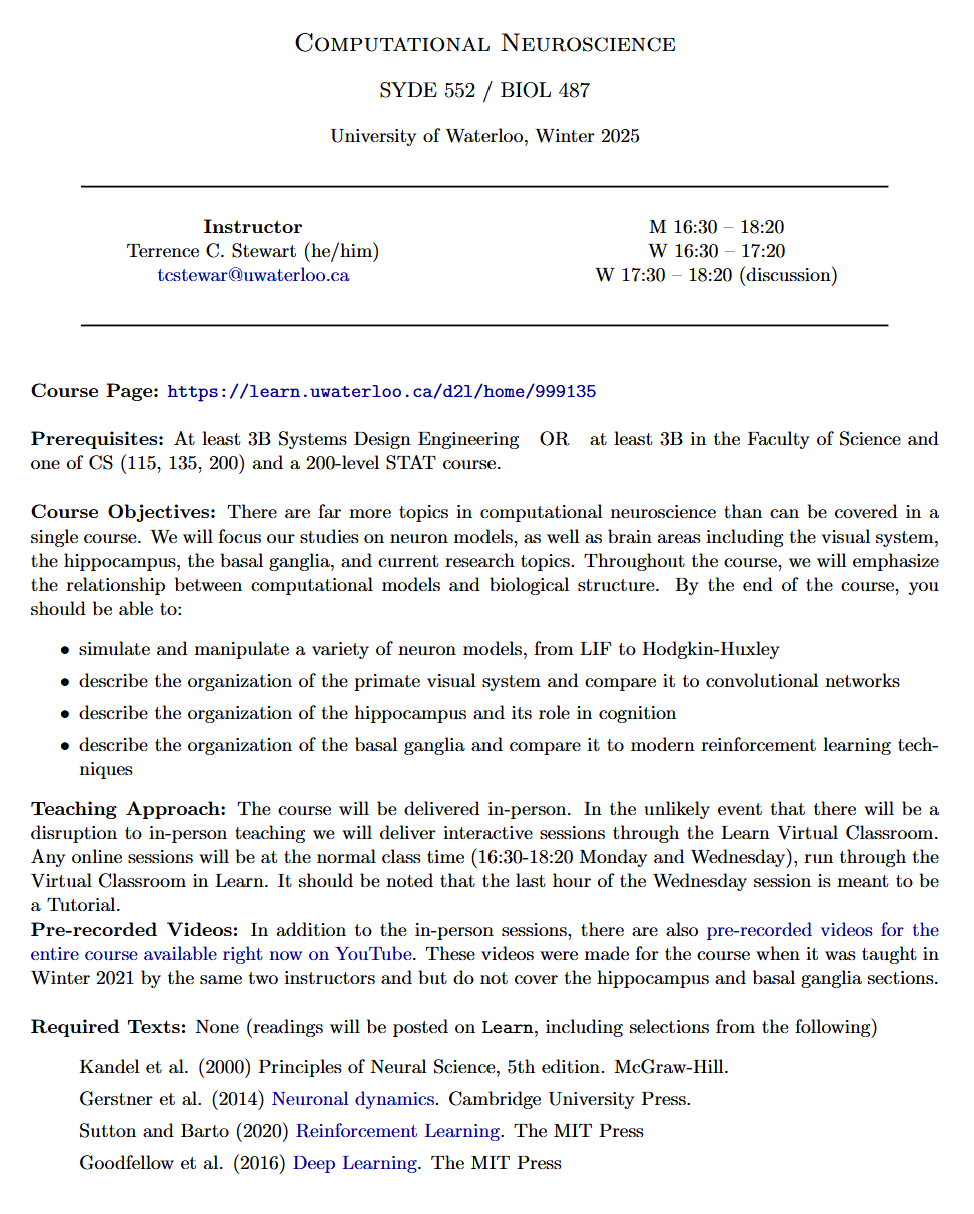 COMPUTATIONAL NEUROSCIENCE
SYDE 552 / BIOL 487
University of Waterloo, Winter 2025
Instructor
Terrence C. Stewart (he/him)
tcstewar@uwaterloo.ca
M 16:30 – 18:20
W 16:30 – 17:20
W 17:30 – 18:20 (discussion)
Course Page: https://learn.uwaterloo.ca/d2l/home/999135
Prerequisites: At least 3B Systems Design Engineering OR at least 3B in the Faculty of Science and
one of CS (115, 135, 200) and a 200-level STAT course.
Course Objectives: There are far more topics in computational neuroscience than can be covered in a
single course. We will focus our studies on neuron models, as well as brain areas including the visual system,
the hippocampus, the basal ganglia, and current research topics. Throughout the course, we will emphasize
the relationship between computational models and biological structure. By the end of the course, you
should be able to:
• simulate and manipulate a variety of neuron models, from LIF to Hodgkin-Huxley
• describe the organization of the primate visual system and compare it to convolutional networks
• describe the organization of the hippocampus and its role in cognition
• describe the organization of the basal ganglia and compare it to modern reinforcement learning tech-
niques
Teaching Approach: The course will be delivered in-person. In the unlikely event that there will be a
disruption to in-person teaching we will deliver interactive sessions through the Learn Virtual Classroom.
Any online sessions will be at the normal class time (16:30-18:20 Monday and Wednesday), run through the
Virtual Classroom in Learn. It should be noted that the last hour of the Wednesday session is meant to be
a Tutorial.
Pre-recorded Videos: In addition to the in-person sessions, there are also pre-recorded videos for the
entire course available right now on YouTube. These videos were made for the course when it was taught in
Winter 2021 by the same two instructors and but do not cover the hippocampus and basal ganglia sections.
Required Texts: None (readings will be posted on Learn, including selections from the following)
Kandel et al. (2000) Principles of Neural Science, 5th edition. McGraw-Hill.
Gerstner et al. (2014) Neuronal dynamics. Cambridge University Press.
Sutton and Barto (2020) Reinforcement Learning. The MIT Press
Goodfellow et al. (2016) Deep Learning. The MIT Press